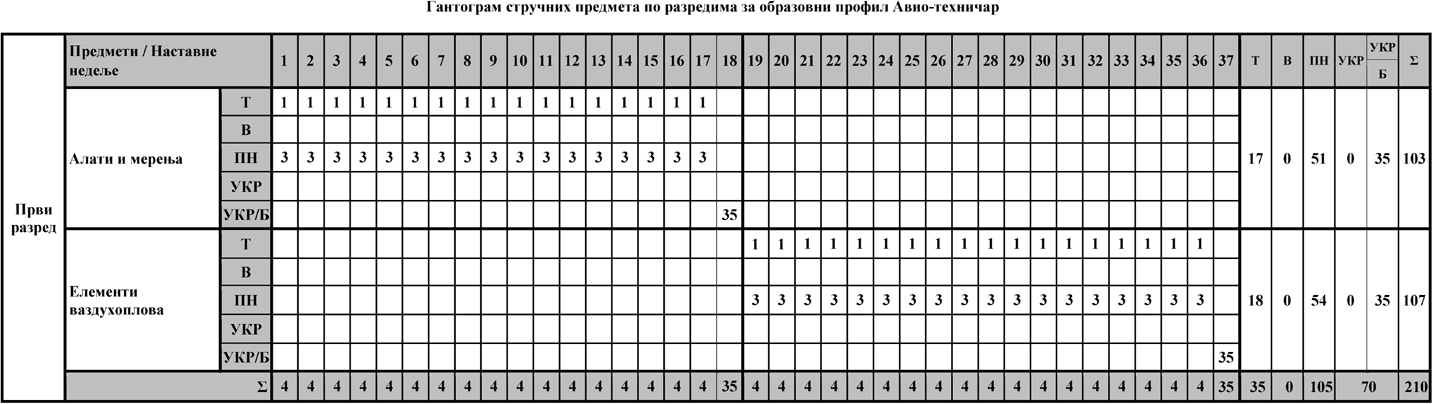 Гантограм стручних предмета по разредима за образовни профил Авио-техничар
Предмети / Наставне недеље 1 2 3 4 5 6 7 8 9 10 11 12 13 14 15 16 17 18 19 20 21 22 23 24 25 26 27 28 29 30 31 32 33 34 35 36 37 Т В ПН УКР УКР Б Σ
Први разред
Алати и мерења
Т 1 1 1 1 1 1 1 1 1 1 1 1 1 1 1 1 1
В
ПН 3 3 3 3 3 3 3 3 3 3 3 3 3 3 3 3 3
УКР
УКР/Б 35
17 0 51 0 35 103
Елементи ваздухоплова
Т 1 1 1 1 1 1 1 1 1 1 1 1 1 1 1 1 1 1
В
ПН 3 3 3 3 3 3 3 3 3 3 3 3 3 3 3 3 3 3
УКР
УКР/Б 35
18 0 54 0 35 107
Σ 4 4 4 4 4 4 4 4 4 4 4 4 4 4 4 4 4 35 4 4 4 4 4 4 4 4 4 4 4 4 4 4 4 4 4 4 35 35 0 105 70 210